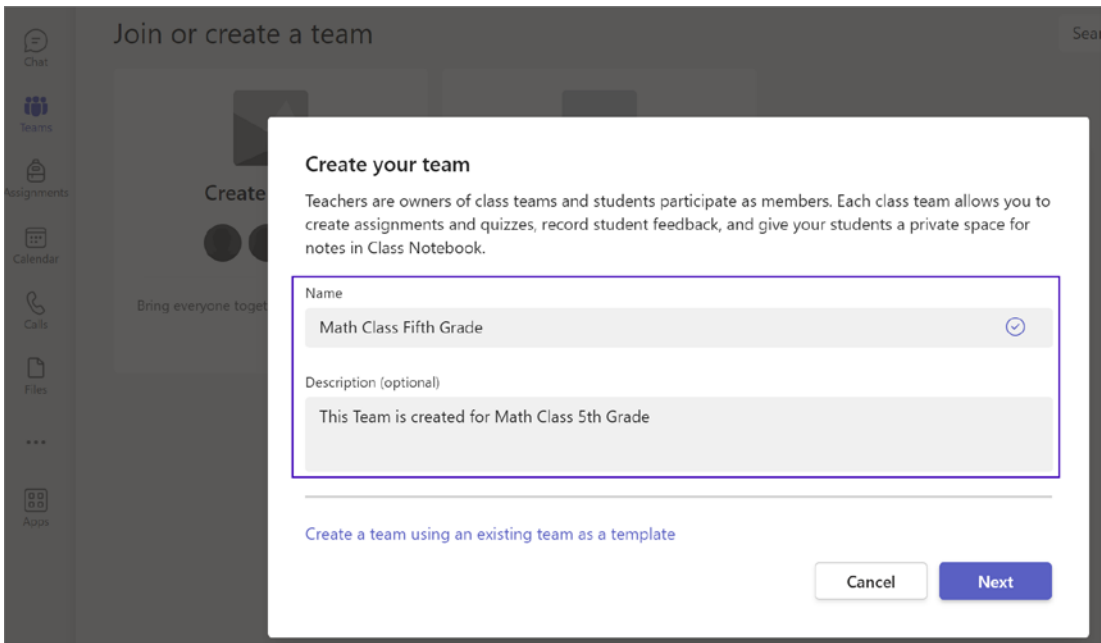 Join or create a team
Sear
Chat
Teams
Assignments
Calendar
Calls
Files
Apps
Create
Bring everyone toget
Create your team
Teachers are owners of class teams and students participate as members. Each class team allows you to
create assignments and quizzes, record student feedback, and give your students a private space for
notes in Class Notebook.
Name
Math Class Fifth Grade
Description (optional)
This Team is created for Math Class 5th Grade
Create a team using an existing team as a template
Cancel
Next